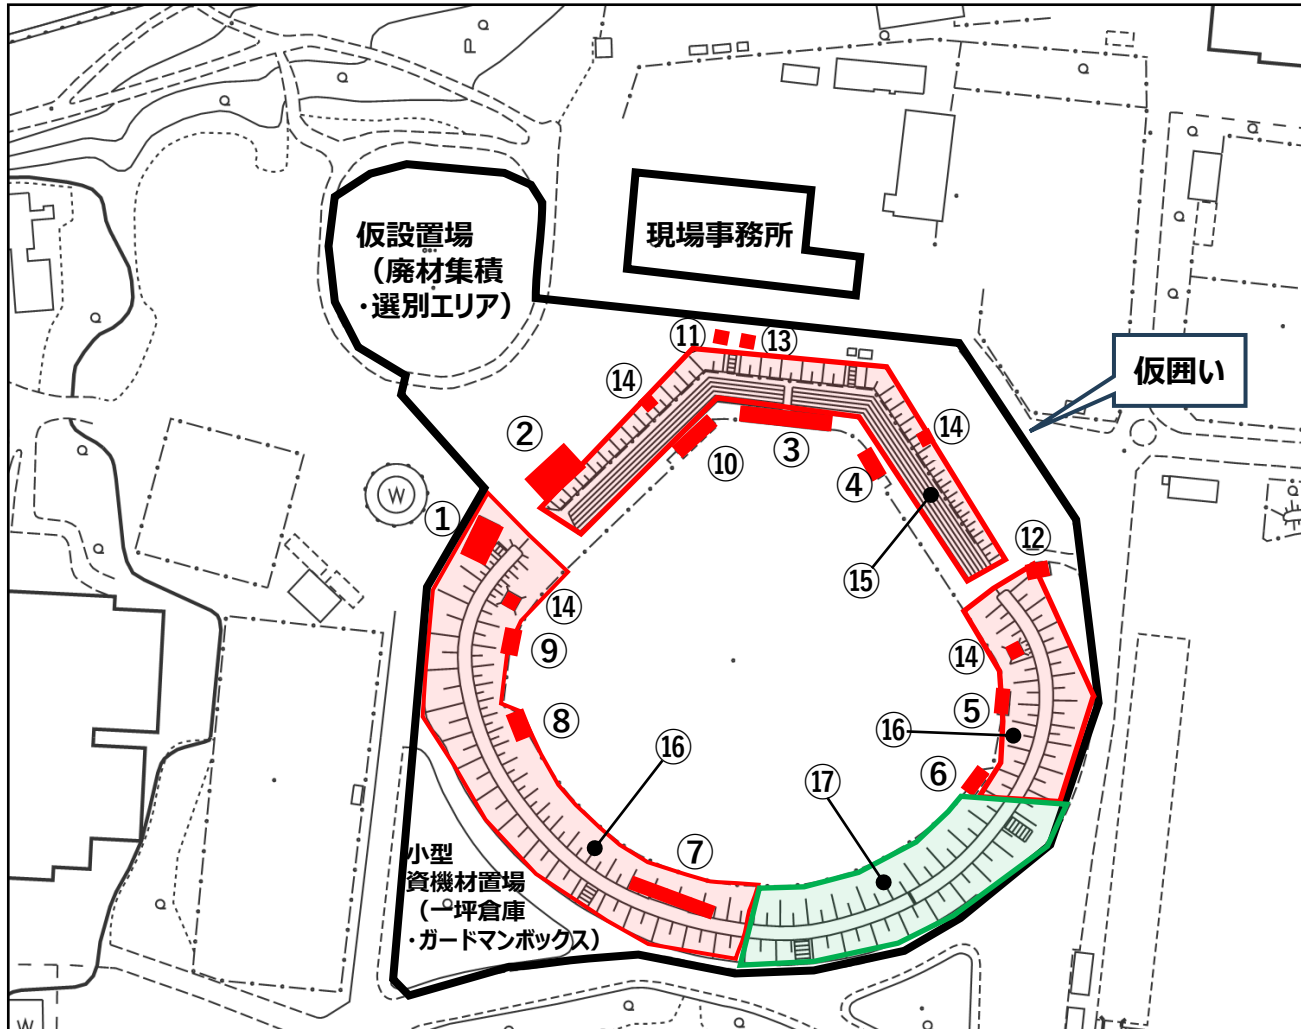 仮設置場
（廃材集積
・選別エリア）
現場事務所
仮囲い
⑪
⑬
⑭
②
③
⑩
④
⑭
①
⑮
⑫
⑭
⑨
⑭
⑧
⑤
⑯
⑯
⑥
⑰
⑦
小型
資機材置場
（一坪倉庫
・ガードマンボックス）
W
W